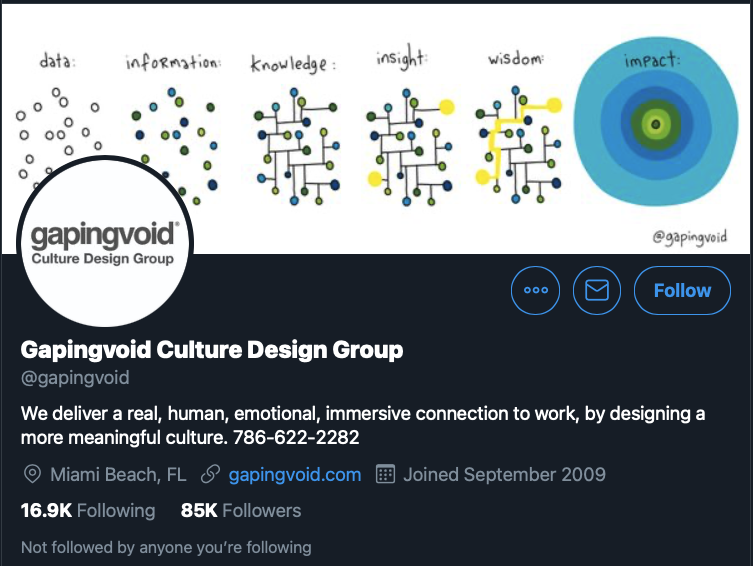 data: information: knowledge: insight: wisdom: impact:
@gapingvoid
gapingvoid®
Culture Design Group
Follow
Gapingvoid Culture Design Group
@gapingvoid
We deliver a real, human, emotional, immersive connection to work, by designing a
more meaningful culture. 786-622-2282
Miami Beach, FL gapingvoid.com Joined September 2009
16.9K Following 85K Followers
Not followed by anyone you're following